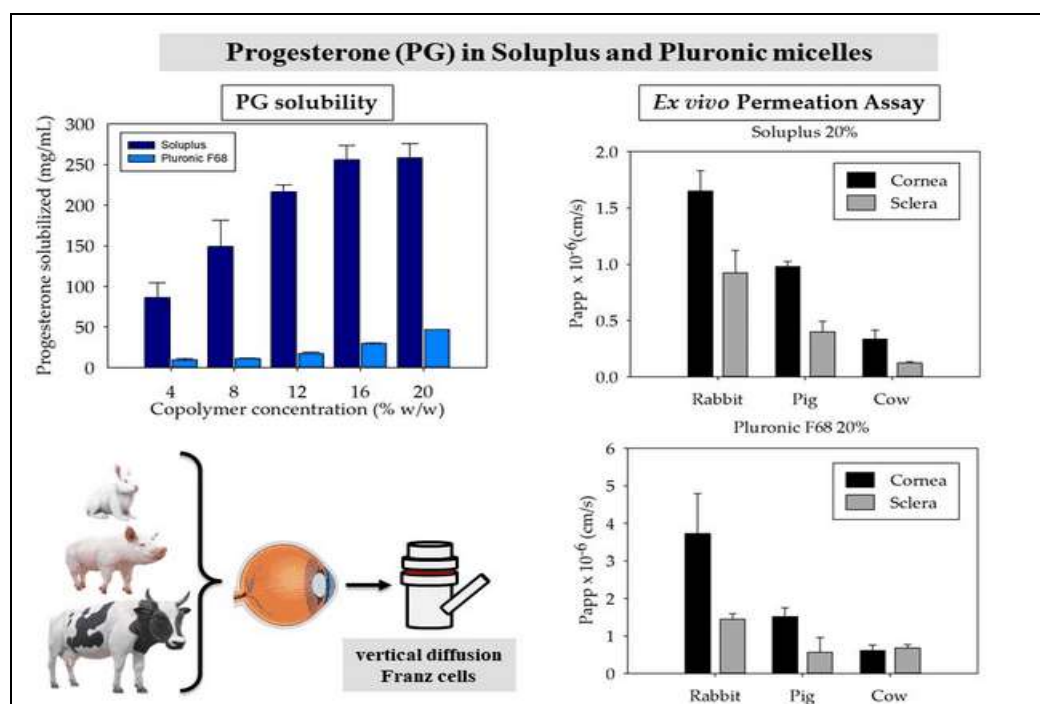 Progesterone (PG) in Soluplus and Pluronic micelles
PG solubility
300
250
200
150
100
50
0
Progesterone solubilized (mg/mL)
Soluplus
Pluronic F68
4 8 12 16 20
Copolymer concentration (% w/w)
Ex vivo Permeation Assay
Soluplus 20%
2.0
1.5
1.0
0.5
0.0
Papp x 10-6(cm/s)
Cornea
Sclera
Rabbit Pig Cow
Pluronic F68 20%
6
5
4
3
2
1
0
Papp x 10-6 (cm/s)
Cornea
Sclera
Rabbit Pig Cow
vertical diffusion
Franz cells